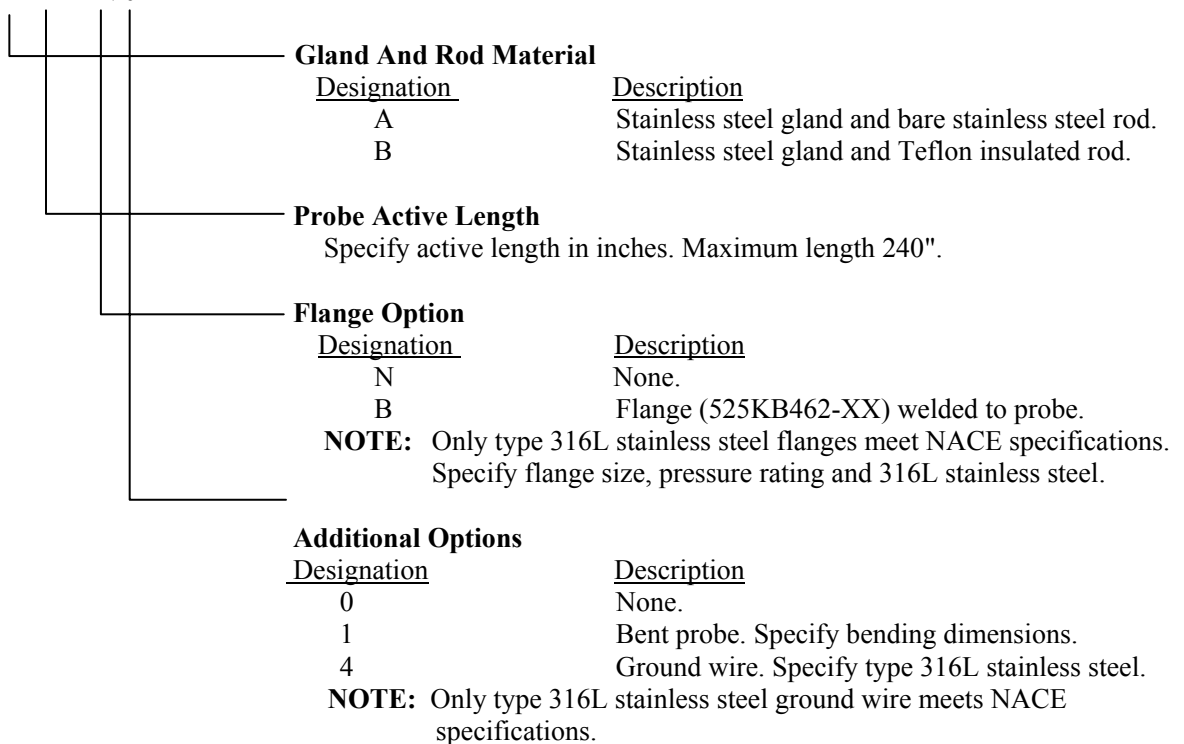 Gland And Rod Material
Designation Description
A Stainless steel gland and bare stainless steel rod.
B Stainless steel gland and Teflon insulated rod.
Probe Active Length
Specify active length in inches. Maximum length 240".
Flange Option
Designation Description
N None.
B Flange (525KB462-XX) welded to probe.
NOTE: Only type 316L stainless steel flanges meet NACE specifications.
Specify flange size, pressure rating and 316L stainless steel.
Additional Options
Designation Description
0 None.
1 Bent probe. Specify bending dimensions.
4 Ground wire. Specify type 316L stainless steel.
NOTE: Only type 316L stainless steel ground wire meets NACE
specifications.